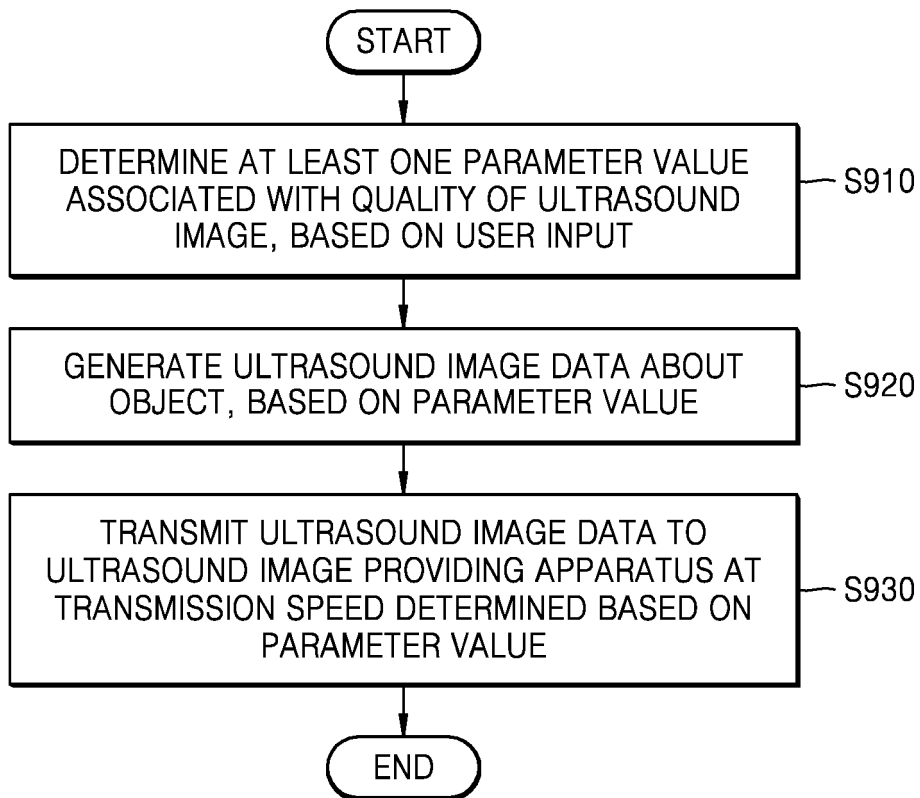 START
DETERMINE AT LEAST ONE PARAMETER VALUE
ASSOCIATED WITH QUALITY OF ULTRASOUND
IMAGE, BASED ON USER INPUT
S910
GENERATE ULTRASOUND IMAGE DATA ABOUT
OBJECT, BASED ON PARAMETER VALUE
S920
TRANSMIT ULTRASOUND IMAGE DATA TO
ULTRASOUND IMAGE PROVIDING APPARATUS AT
TRANSMISSION SPEED DETERMINED BASED ON
PARAMETER VALUE
S930
END